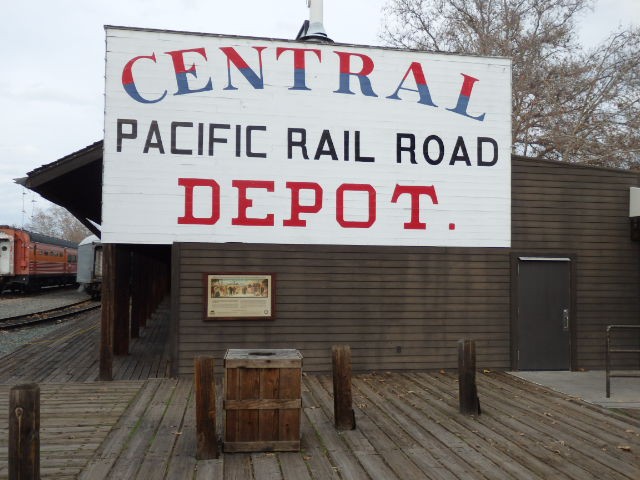 CENTRAL
PACIFIC RAIL ROAD
DEPOT.